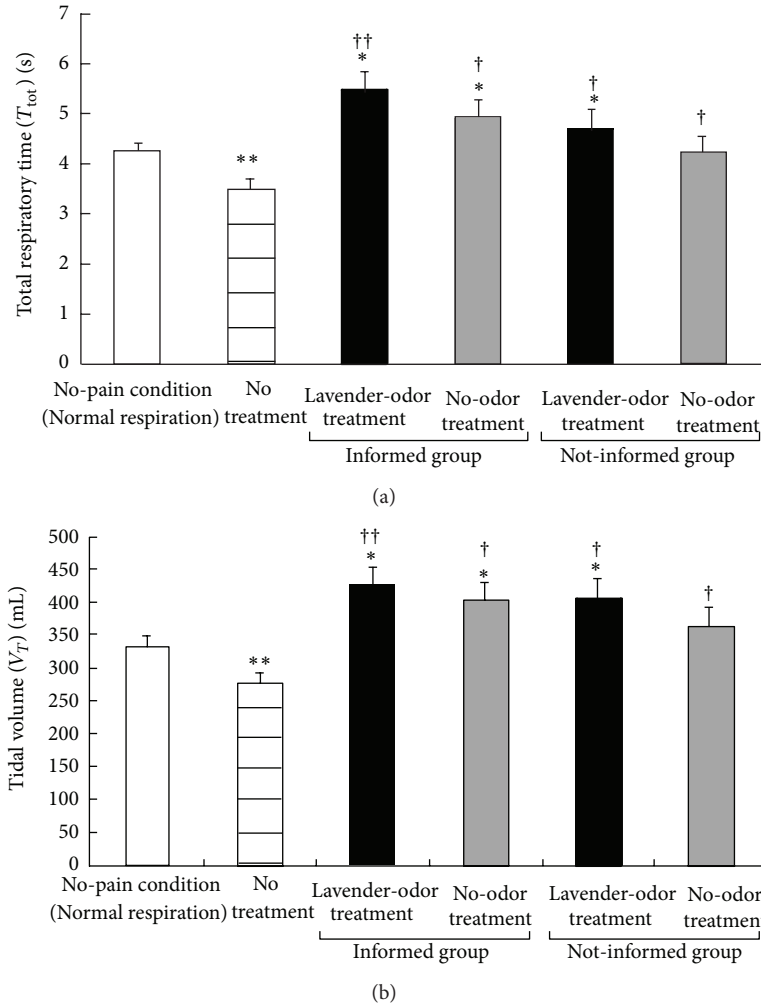 7
6
5
4
3
2
1
0
Total respiratory time (T_tot) (s)
**
††
*
†
*
†
*
†
No-pain condition
(Normal respiration)
No
treatment
Lavender-odor
treatment
No-odor
treatment
Lavender-odor
treatment
No-odor
treatment
Informed group
Not-informed group
(a)
500
450
400
350
300
250
200
150
100
50
0
Tidal volume (V_T) (mL)
**
††
*
†
*
†
*
†
No-pain condition
(Normal respiration)
No
treatment
Lavender-odor
treatment
No-odor
treatment
Lavender-odor
treatment
No-odor
treatment
Informed group
Not-informed group
(b)